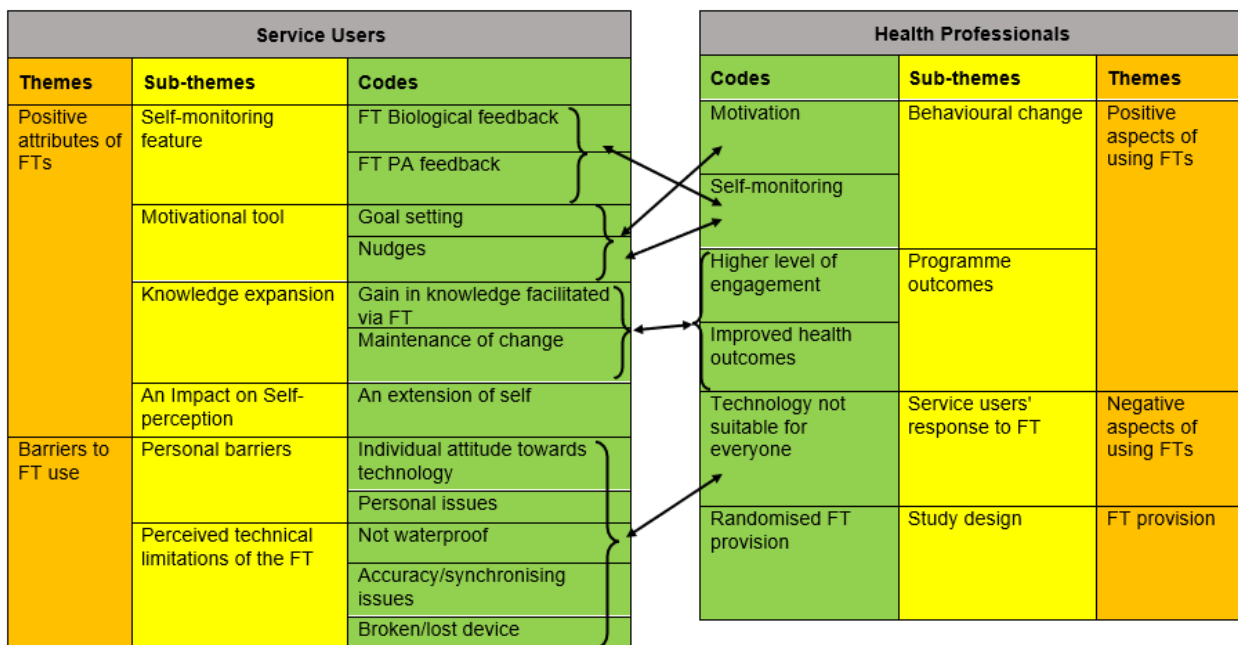 Service Users
Themes
Sub-themes
Codes
Positive
attributes of
FTs
Self-monitoring
feature
FT Biological feedback
FT PA feedback
Motivational tool
Goal setting
Nudges
Knowledge expansion
Gain in knowledge facilitated
via FT
Maintenance of change
An Impact on Self-
perception
An extension of self
Barriers to
FT use
Personal barriers
Individual attitude towards
technology
Personal issues
Perceived technical
limitations of the FT
Not waterproof
Accuracy/synchronising
issues
Broken/lost device
Health Professionals
Codes
Sub-themes
Themes
Motivation
Behavioural change
Positive
aspects of
using FTs
Self-monitoring
Higher level of
engagement
Programme
outcomes
Improved health
outcomes
Technology not
suitable for
everyone
Service users'
response to FT
Negative
aspects of
using FTs
Randomised FT
provision
Study design
FT provision